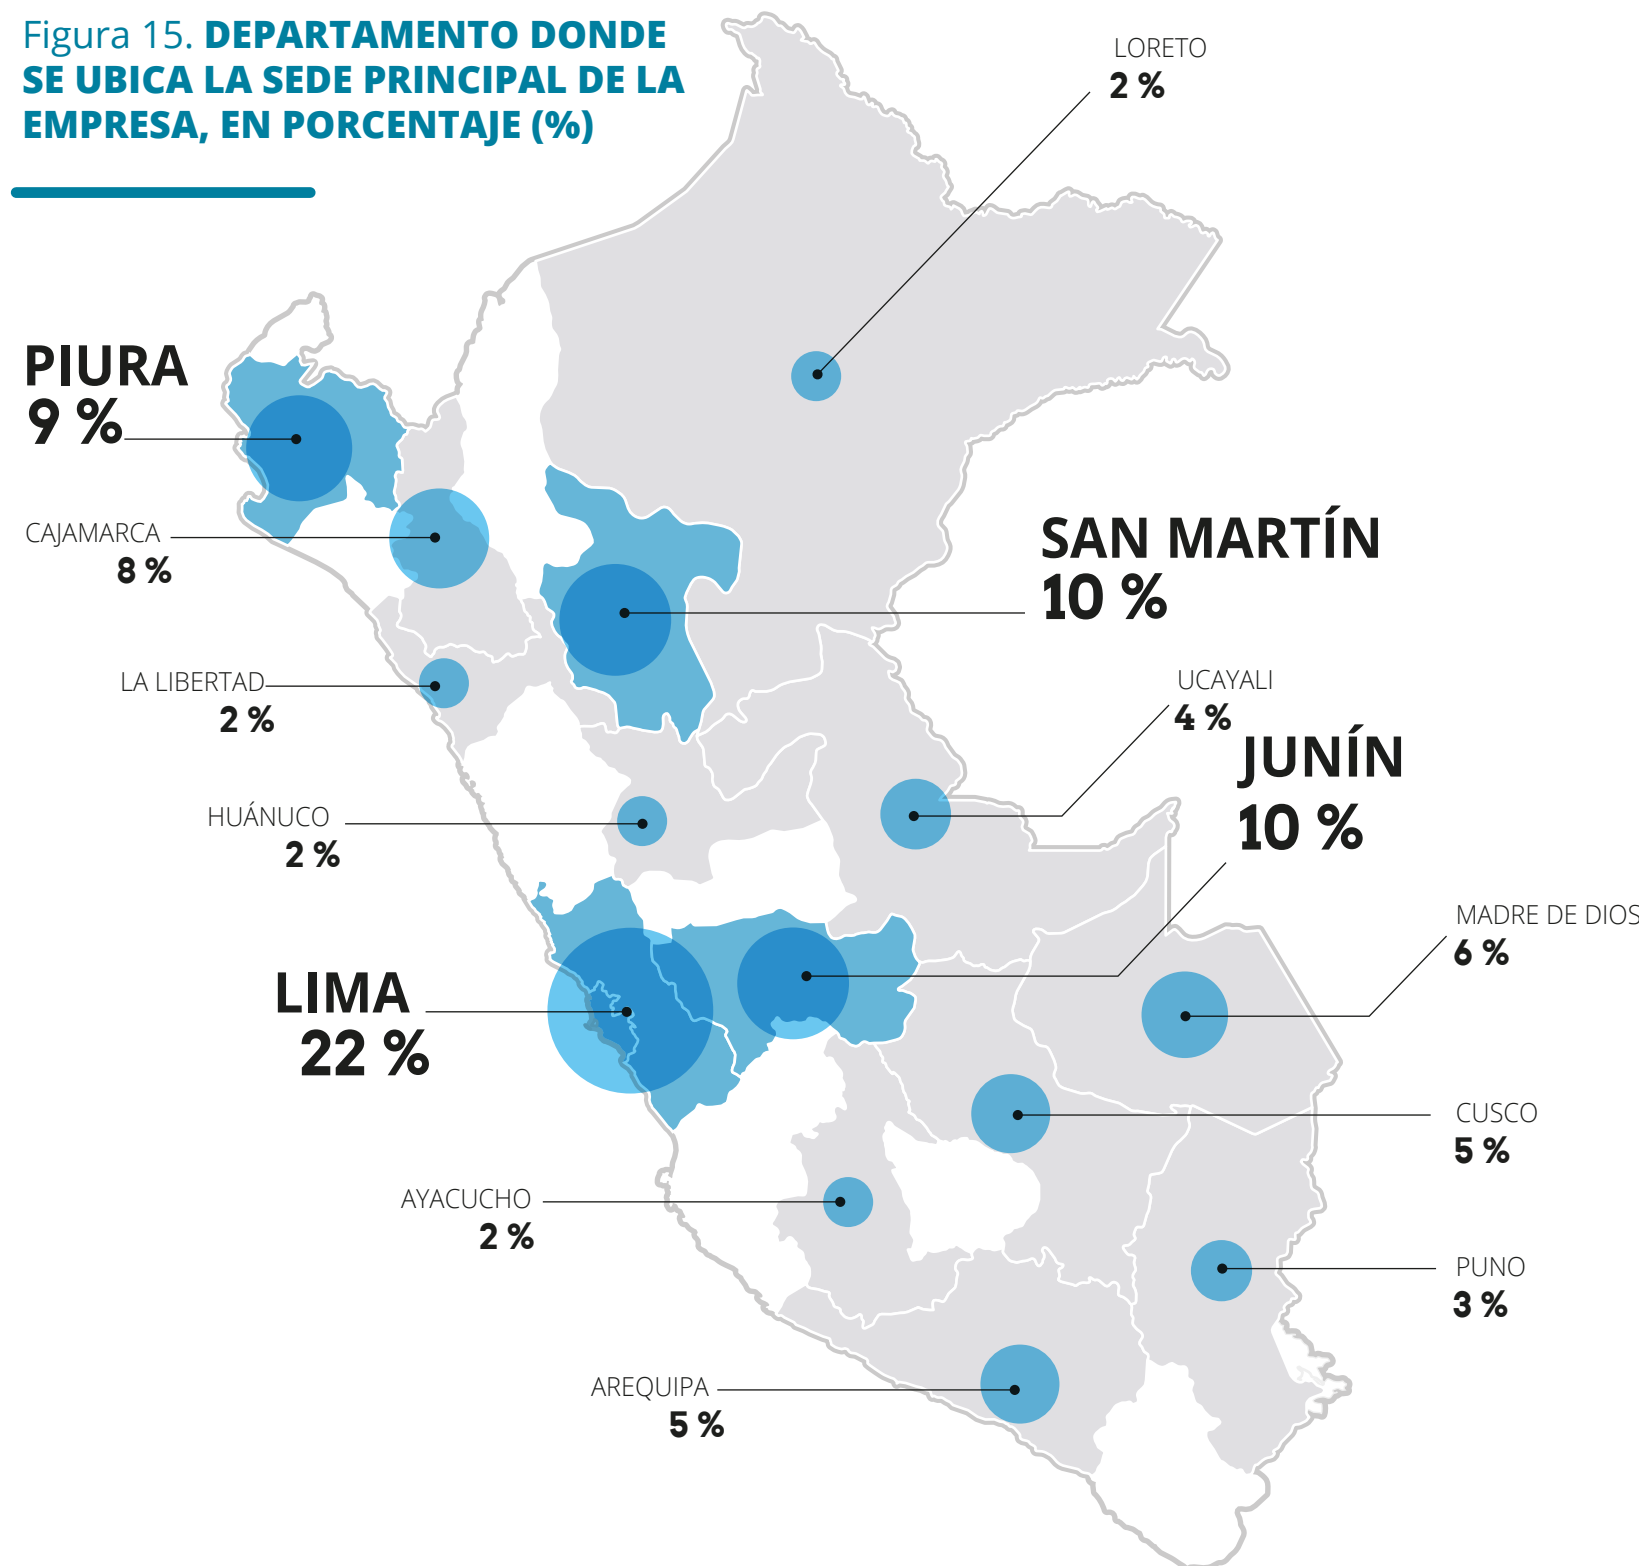 Figura 15. DEPARTAMENTO DONDE
SE UBICA LA SEDE PRINCIPAL DE LA
EMPRESA, EN PORCENTAJE (%)
LORETO
2 %
PIURA
9 %
CAJAMARCA
8 %
SAN MARTÍN
10 %
LA LIBERTAD
2 %
UCAYALI
4 %
JUNÍN
10 %
HUÁNUCO
2 %
MADRE DE DIOS
6 %
LIMA
22 %
CUSCO
5 %
AYACUCHO
2 %
PUNO
3 %
AREQUIPA
5 %